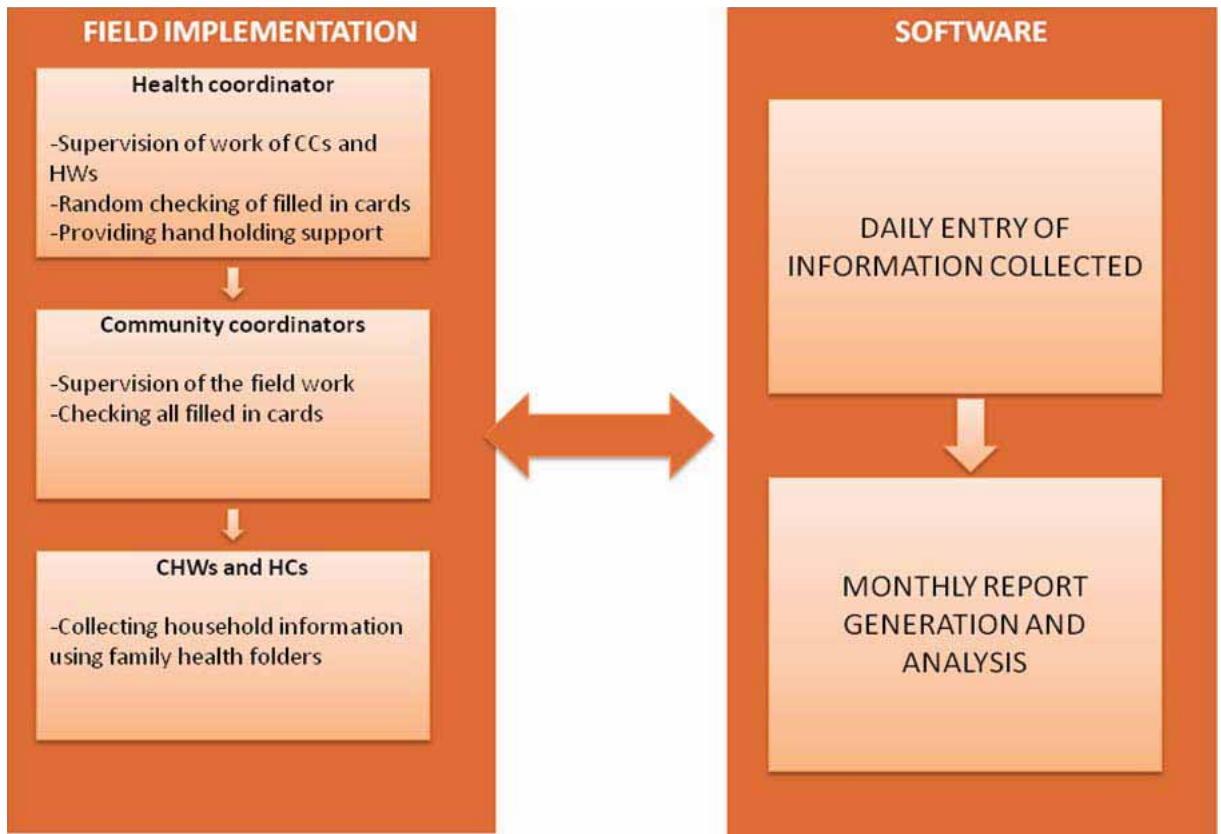 FIELD IMPLEMENTATION
Health coordinator
-Supervision of work of CCs and
HWs
-Random checking of filled in cards
-Providing hand holding support
Community coordinators
-Supervision of the field work
-Checking all filled in cards
CHWs and HCs
-Collecting household information
using family health folders
SOFTWARE
DAILY ENTRY OF
INFORMATION COLLECTED
MONTHLY REPORT
GENERATION AND
ANALYSIS